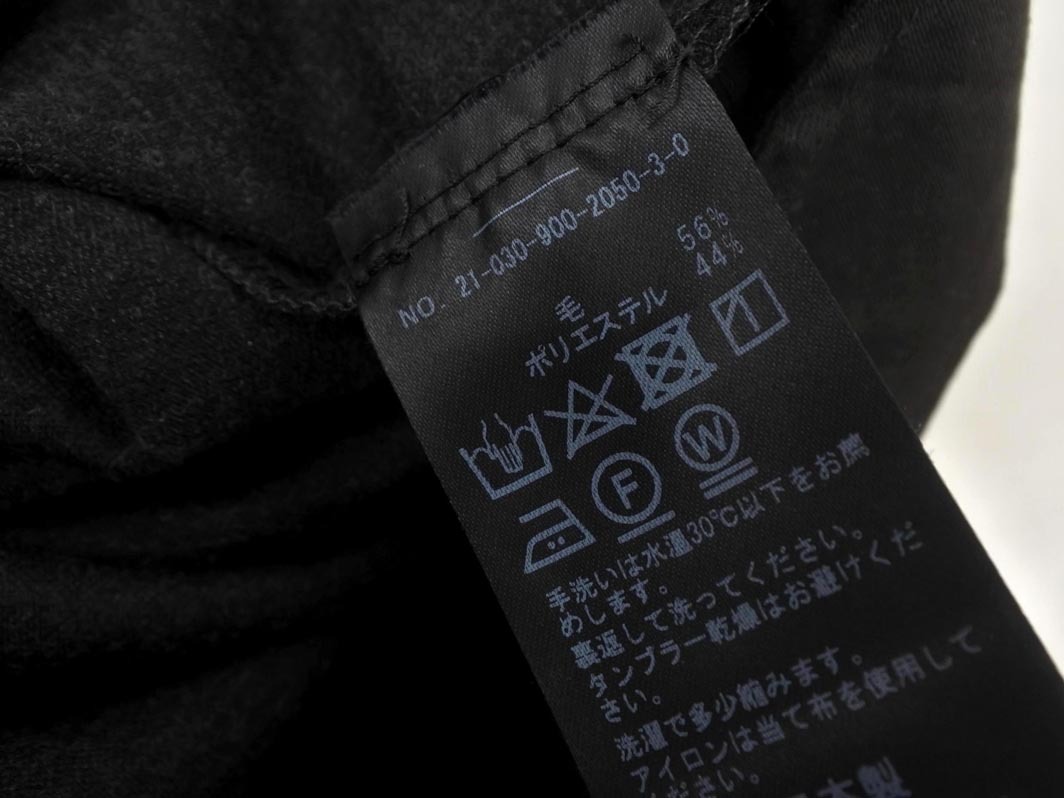 NO. 21-030-900-2050-3-0
毛 56%
ポリエステル 44%
F W
手洗いは水温30℃以下をお薦
めします。
裏返して洗ってください。
タンブラー乾燥はお避けくだ
さい。
洗濯で多少縮みます。
アイロンは当て布を使用して
ください。
本製